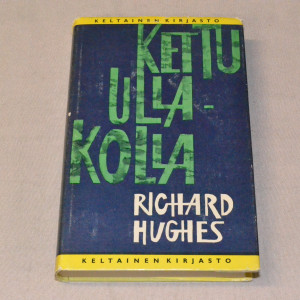 KELTAINEN KIRJASTO
KETTU
ULLA-
KOLLA
RICHARD
HUGHES
KELTAINEN KIRJASTO